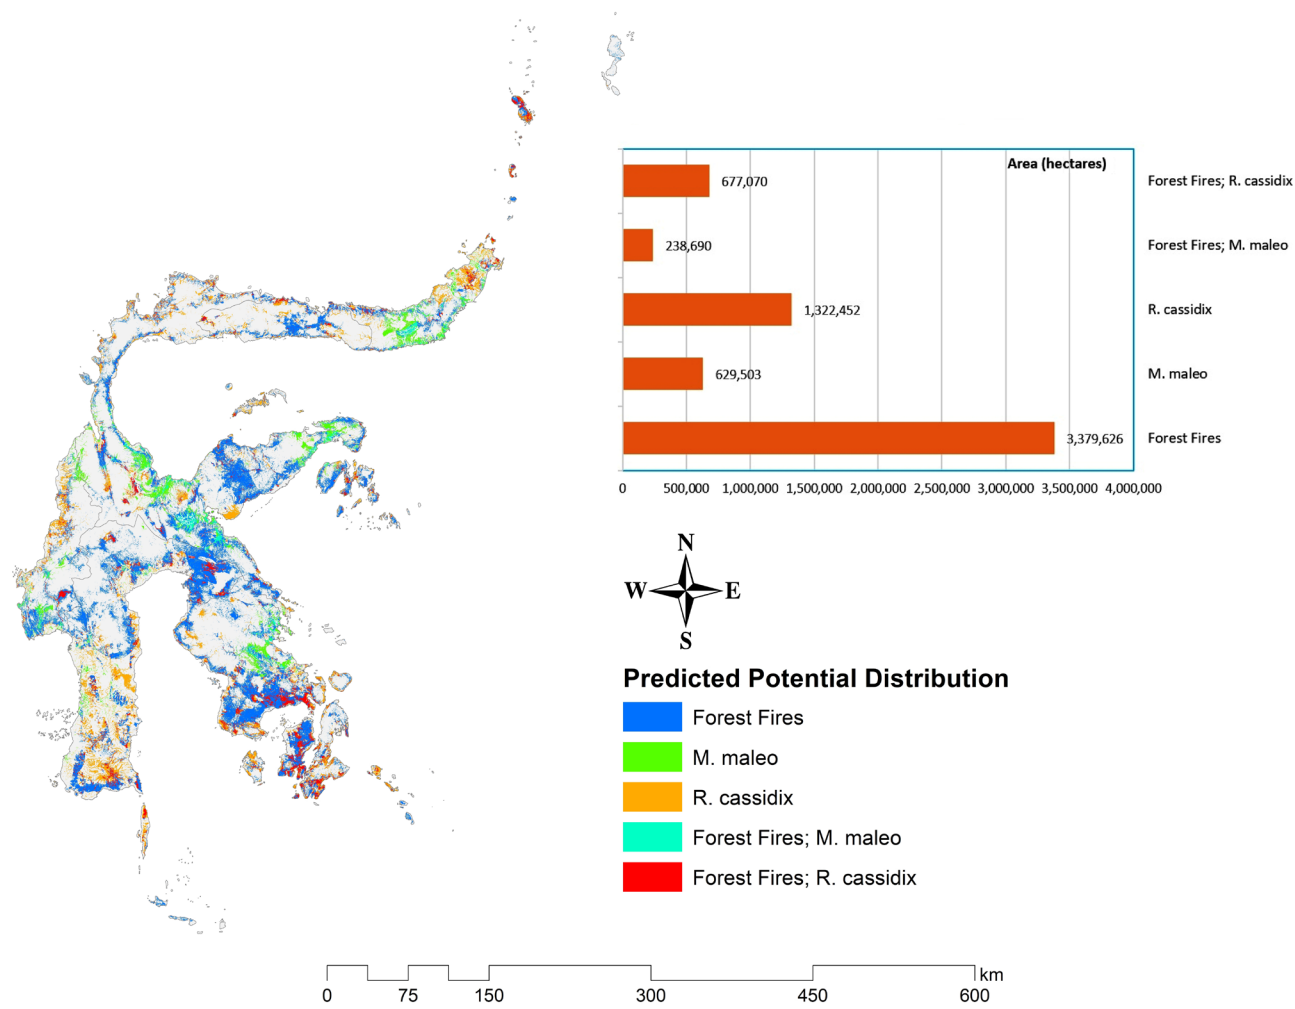 Area (hectares)
677,070
Forest Fires; R. cassidix
238,690
Forest Fires; M. maleo
1,322,452
R. cassidix
629,503
M. maleo
3,379,626
Forest Fires
0 500,000 1,000,000 1,500,000 2,000,000 2,500,000 3,000,000 3,500,000 4,000,000
N
W E
S
Predicted Potential Distribution
Forest Fires
M. maleo
R. cassidix
Forest Fires; M. maleo
Forest Fires; R. cassidix
km
0 75 150 300 450 600